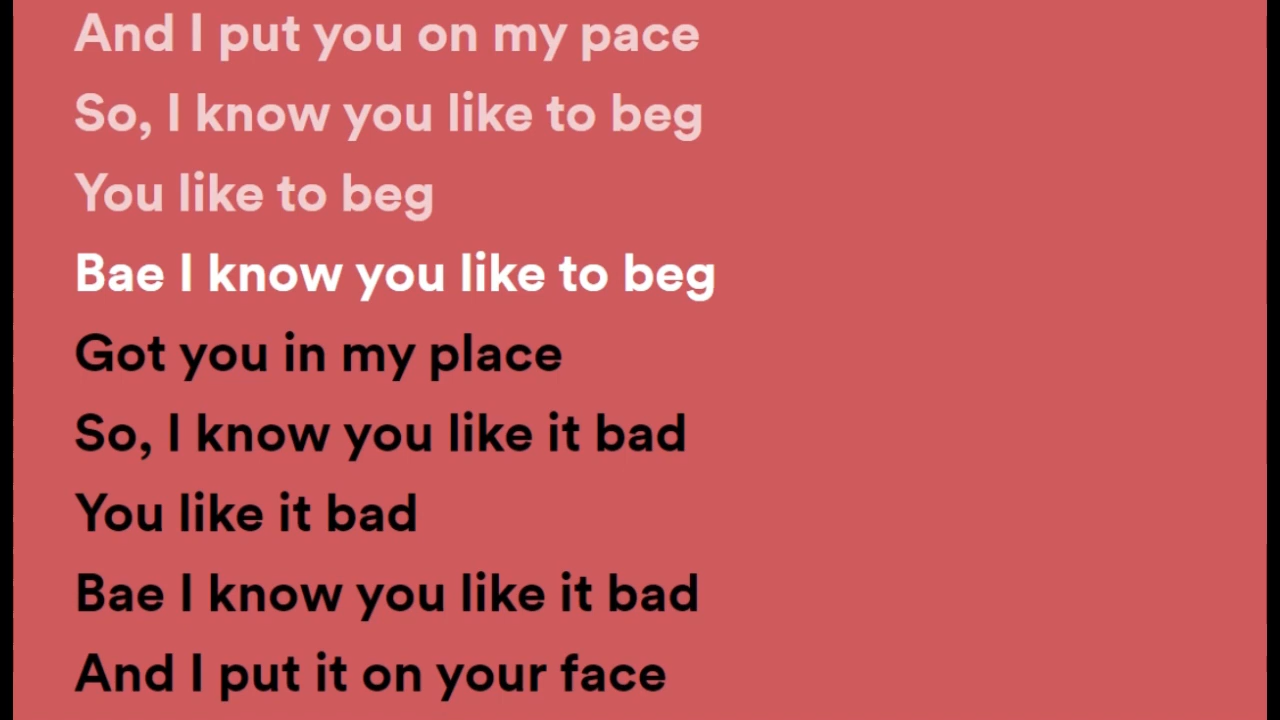 And I put you on my pace
So, I know you like to beg
You like to beg
Bae I know you like to beg
Got you in my place
So, I know you like it bad
You like it bad
Bae I know you like it bad
And I put it on your face